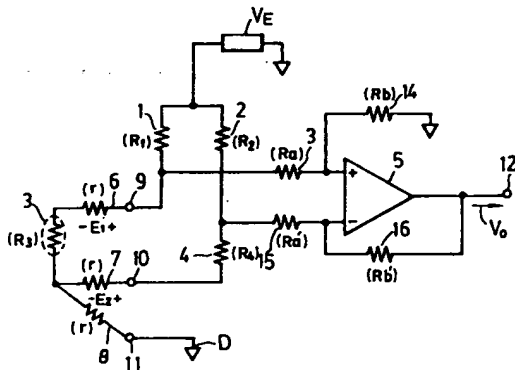 VE
1
2
(R1)
(R2)
(Rb) 14
(Ra) 3
5
12
+
−
Vo
16
(Rb')
(Ra') 15
3
(r) 6 9
-E1+
(R3)
4 (R4)
(r) 7 10
-E2+
(r)
8
11
D